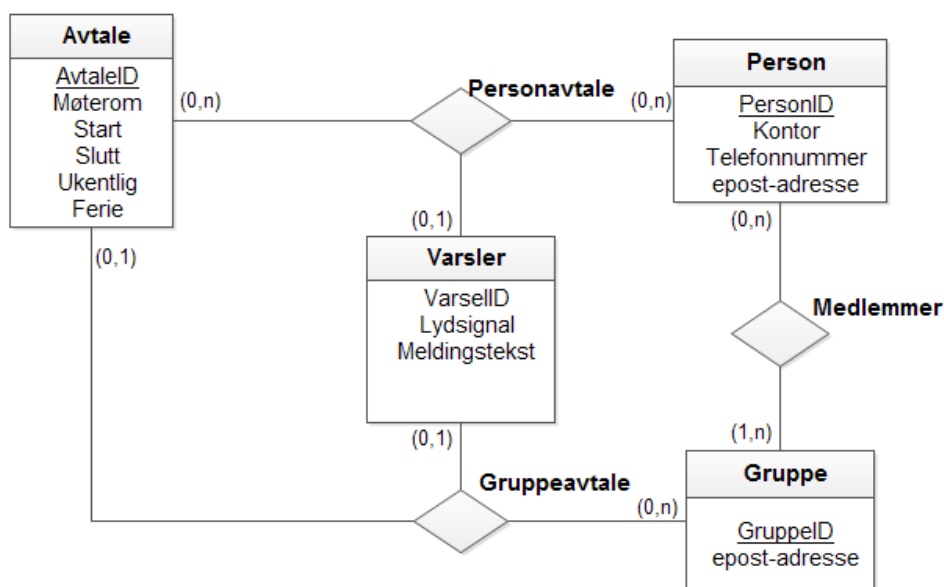 Avtale
AvtaleID
Møterom
Start
Slutt
Ukentlig
Ferie
(0,n)
Personavtale
(0,n)
Person
PersonID
Kontor
Telefonnummer
epost-adresse
(0,1)
(0,1)
(0,n)
Varsler
VarselID
Lydsignal
Meldingstekst
Medlemmer
(0,1)
(1,n)
Gruppeavtale
(0,n)
Gruppe
GruppeID
epost-adresse